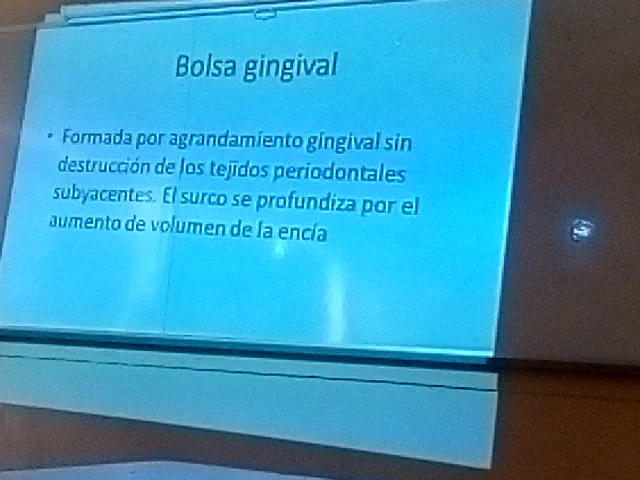 Bolsa gingival
• Formada por agrandamiento gingival sin
destrucción de los tejidos periodontales
subyacentes. El surco se profundiza por el
aumento de volumen de la encía